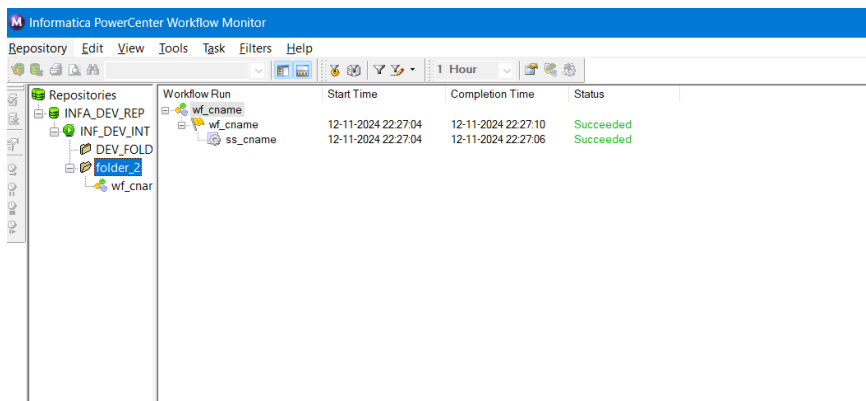 Informatica PowerCenter Workflow Monitor
Repository Edit View Tools Task Filters Help
1 Hour
Repositories
INFA_DEV_REP
INF_DEV_INT
DEV_FOLD
folder_2
wf_cnar
Workflow Run Start Time Completion Time Status
wf_cname
wf_cname 12-11-2024 22:27:04 12-11-2024 22:27:10 Succeeded
ss_cname 12-11-2024 22:27:04 12-11-2024 22:27:06 Succeeded